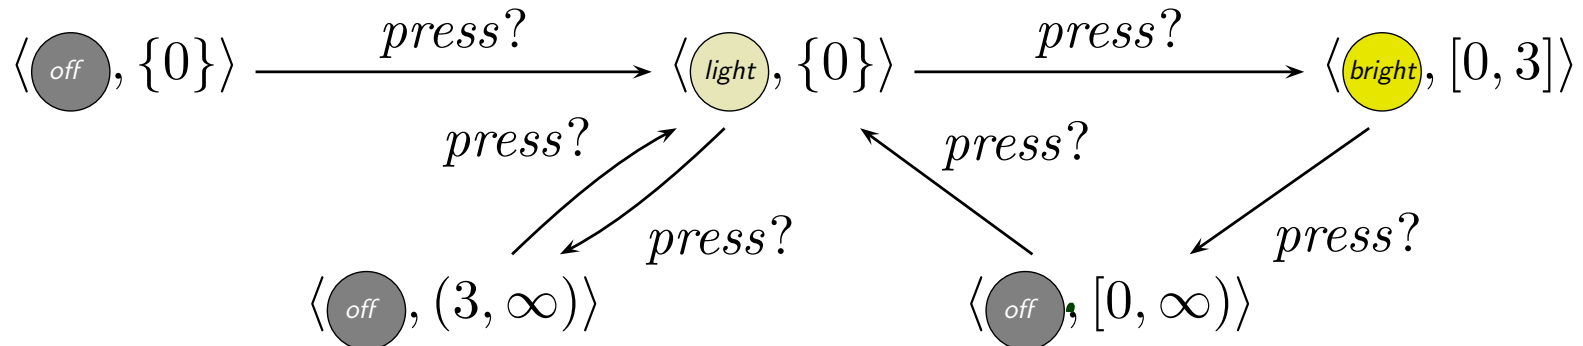 press? press?
⟨off, {0}⟩ ⟨light, {0}⟩ ⟨bright, [0, 3]⟩
press? press?
press? press?
⟨off, (3, ∞)⟩ ⟨off, [0, ∞)⟩